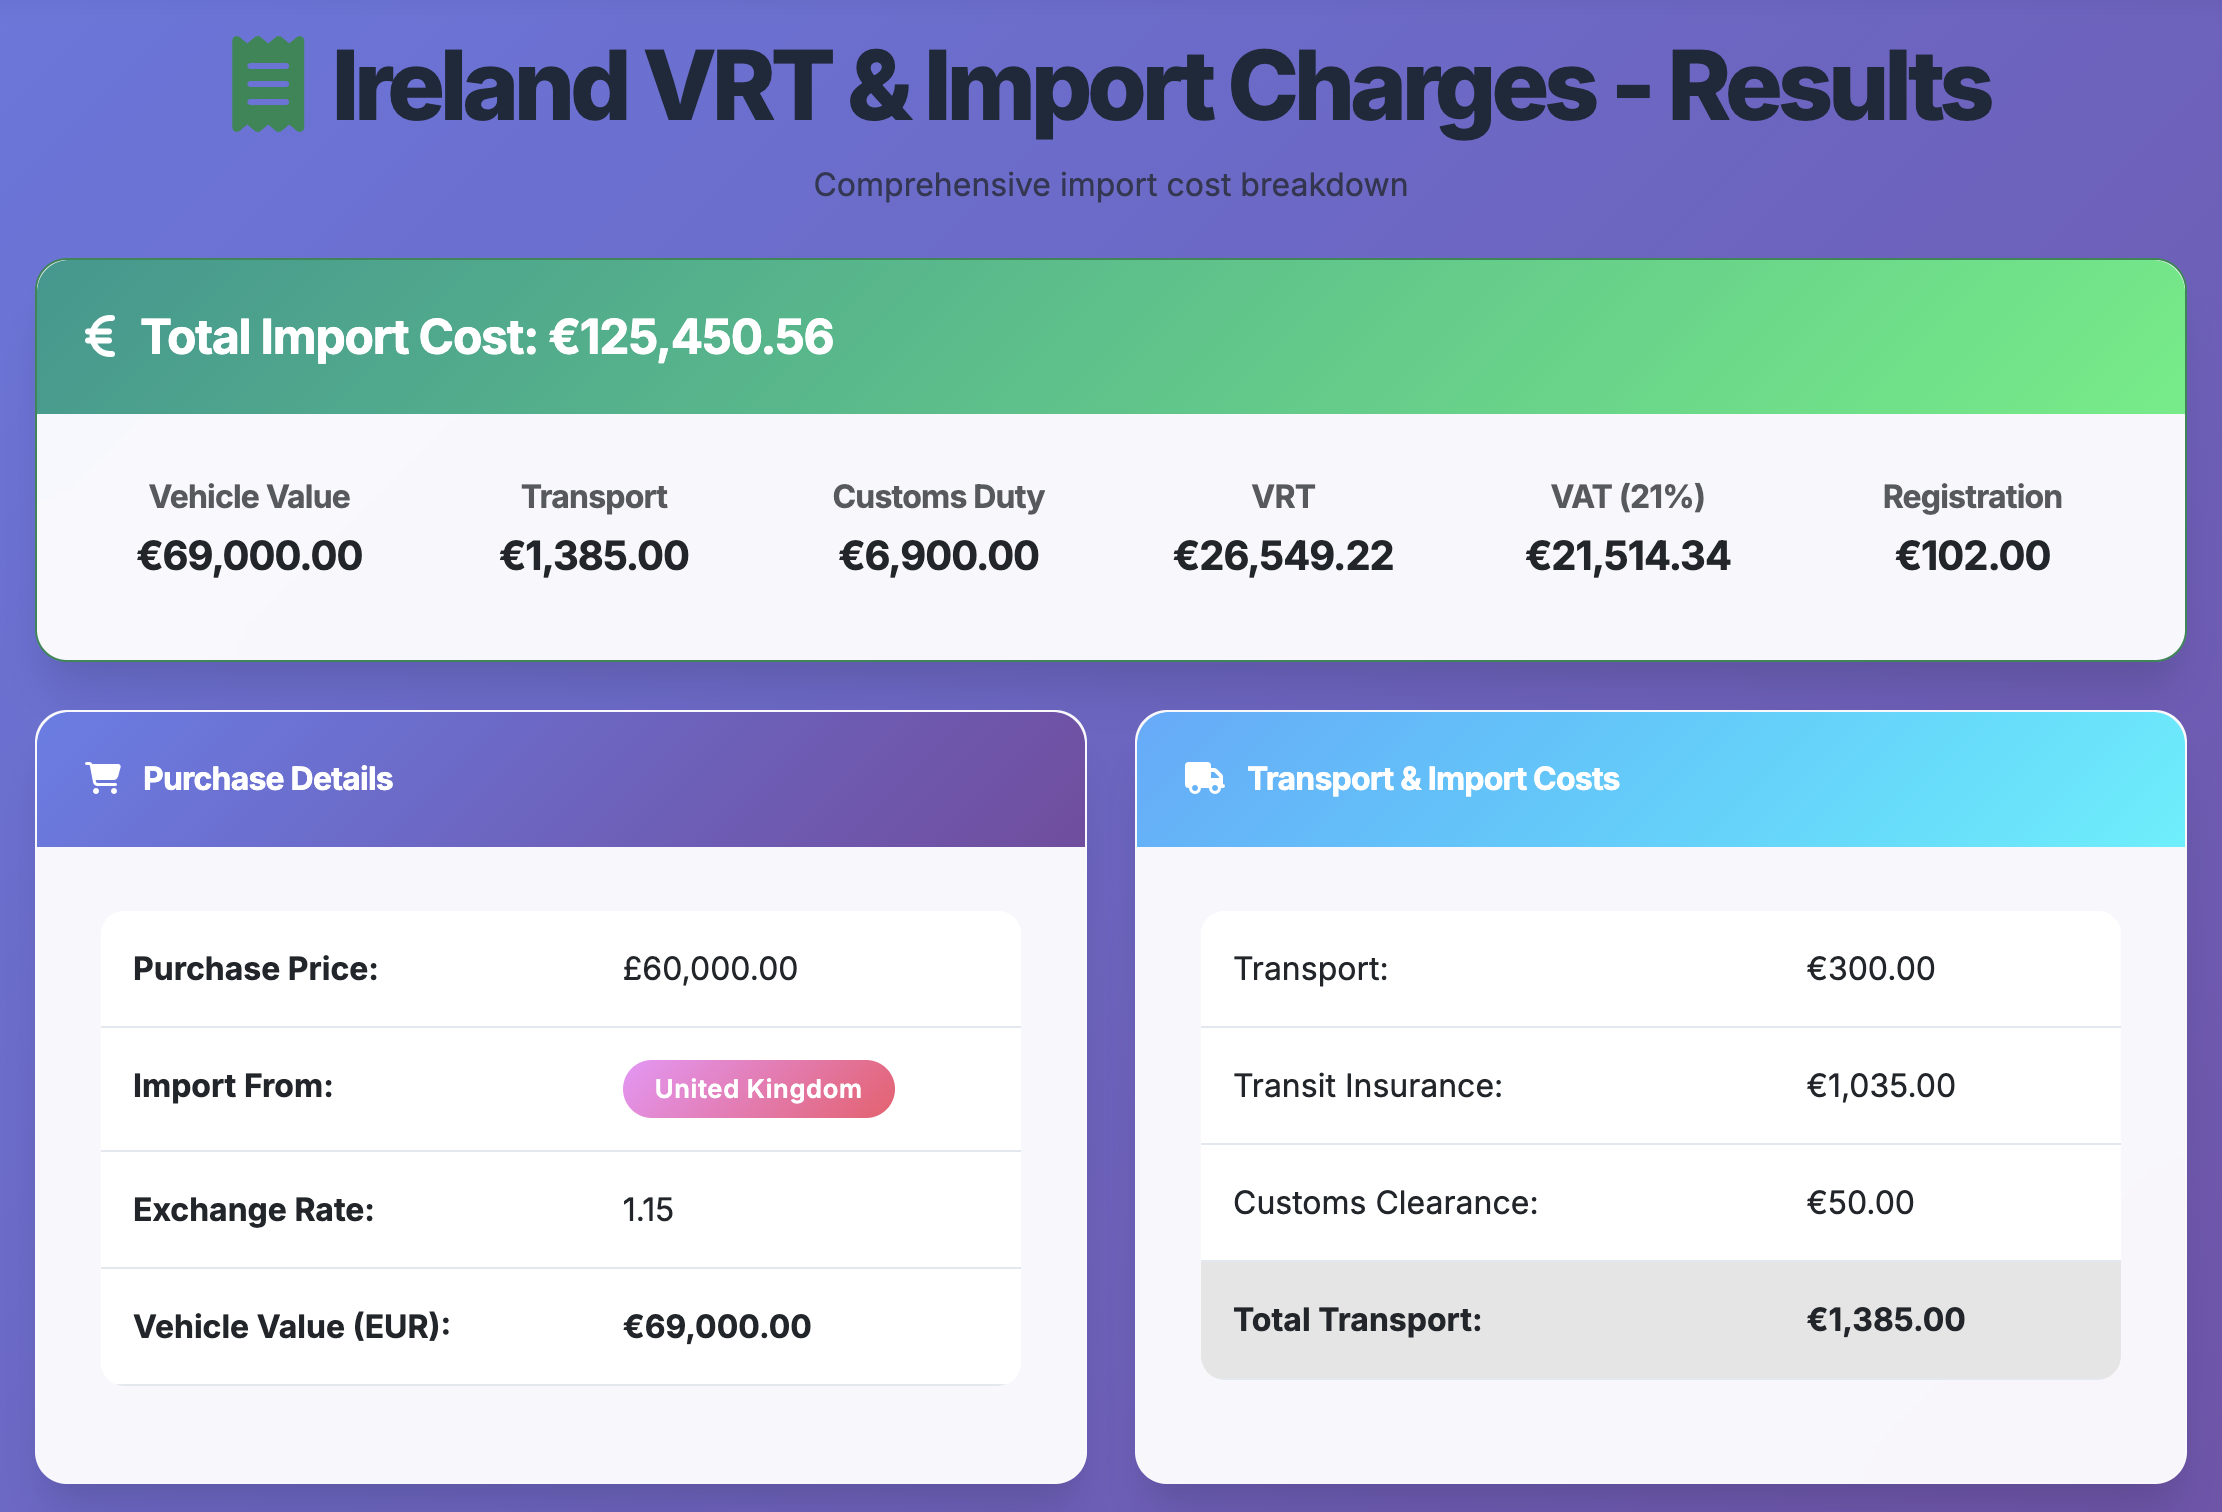 Ireland VRT & Import Charges - Results
Comprehensive import cost breakdown
€ Total Import Cost: €125,450.56
Vehicle Value
€69,000.00
Transport
€1,385.00
Customs Duty
€6,900.00
VRT
€26,549.22
VAT (21%)
€21,514.34
Registration
€102.00
Purchase Details
Purchase Price: £60,000.00
Import From: United Kingdom
Exchange Rate: 1.15
Vehicle Value (EUR): €69,000.00
Transport & Import Costs
Transport: €300.00
Transit Insurance: €1,035.00
Customs Clearance: €50.00
Total Transport: €1,385.00